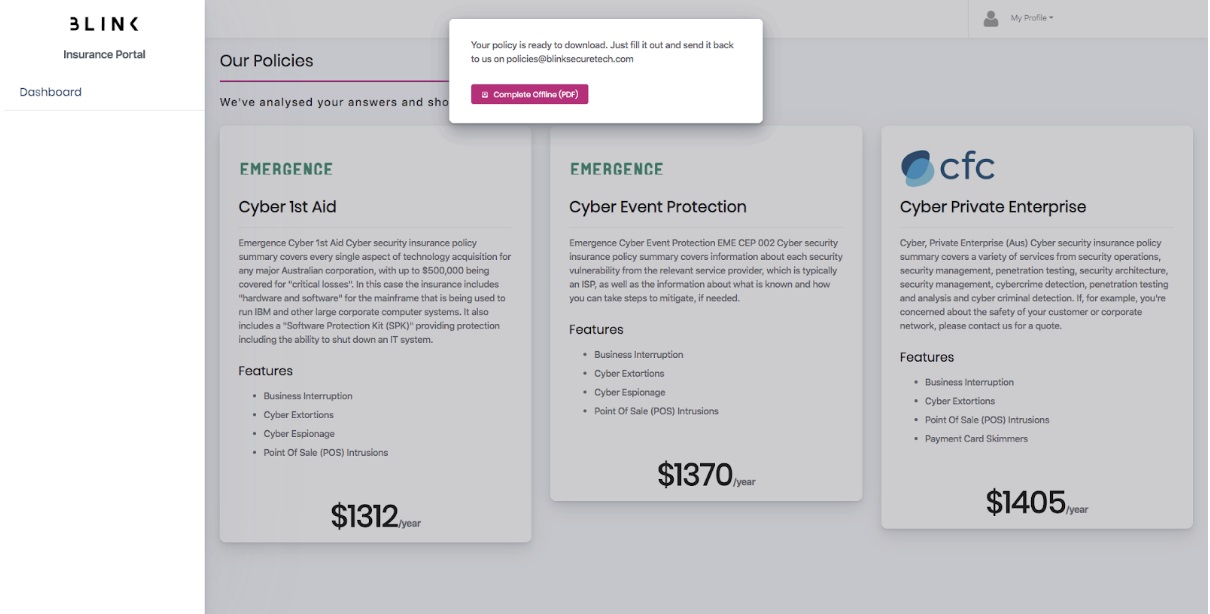 BLINK
Insurance Portal
Dashboard
My Profile
Your policy is ready to download. Just fill it out and send it back
to us on policies@blinksecuretech.com
Complete Offline (PDF)
Our Policies
We've analysed your answers and sho
EMERGENCE
Cyber 1st Aid
Emergence Cyber 1st Aid Cyber security insurance policy
summary covers every single aspect of technology acquisition for
any major Australian corporation, with up to $500,000 being
covered for "critical losses". In this case the insurance includes
"hardware and software" for the mainframe that is being used to
run IBM and other large corporate computer systems. It also
includes a "Software Protection Kit (SPK)" providing protection
including the ability to shut down an IT system.
Features
• Business Interruption
• Cyber Extortions
• Cyber Espionage
• Point Of Sale (POS) Intrusions
$1312/year
EMERGENCE
Cyber Event Protection
Emergence Cyber Event Protection EME CEP 002 Cyber security
insurance policy summary covers information about each security
vulnerability from the relevant service provider, which is typically
an ISP, as well as the information about what is known and how
you can take steps to mitigate, if needed.
Features
• Business Interruption
• Cyber Extortions
• Cyber Espionage
• Point Of Sale (POS) Intrusions
$1370/year
cfc
Cyber Private Enterprise
Cyber, Private Enterprise (Aus) Cyber security insurance policy
summary covers a variety of services from security operations,
security management, penetration testing, security architecture,
security management, cybercrime detection, penetration testing
and analysis and cyber criminal detection. If, for example, you're
concerned about the safety of your customer or corporate
network, please contact us for a quote.
Features
• Business Interruption
• Cyber Extortions
• Point Of Sale (POS) Intrusions
• Payment Card Skimmers
$1405/year